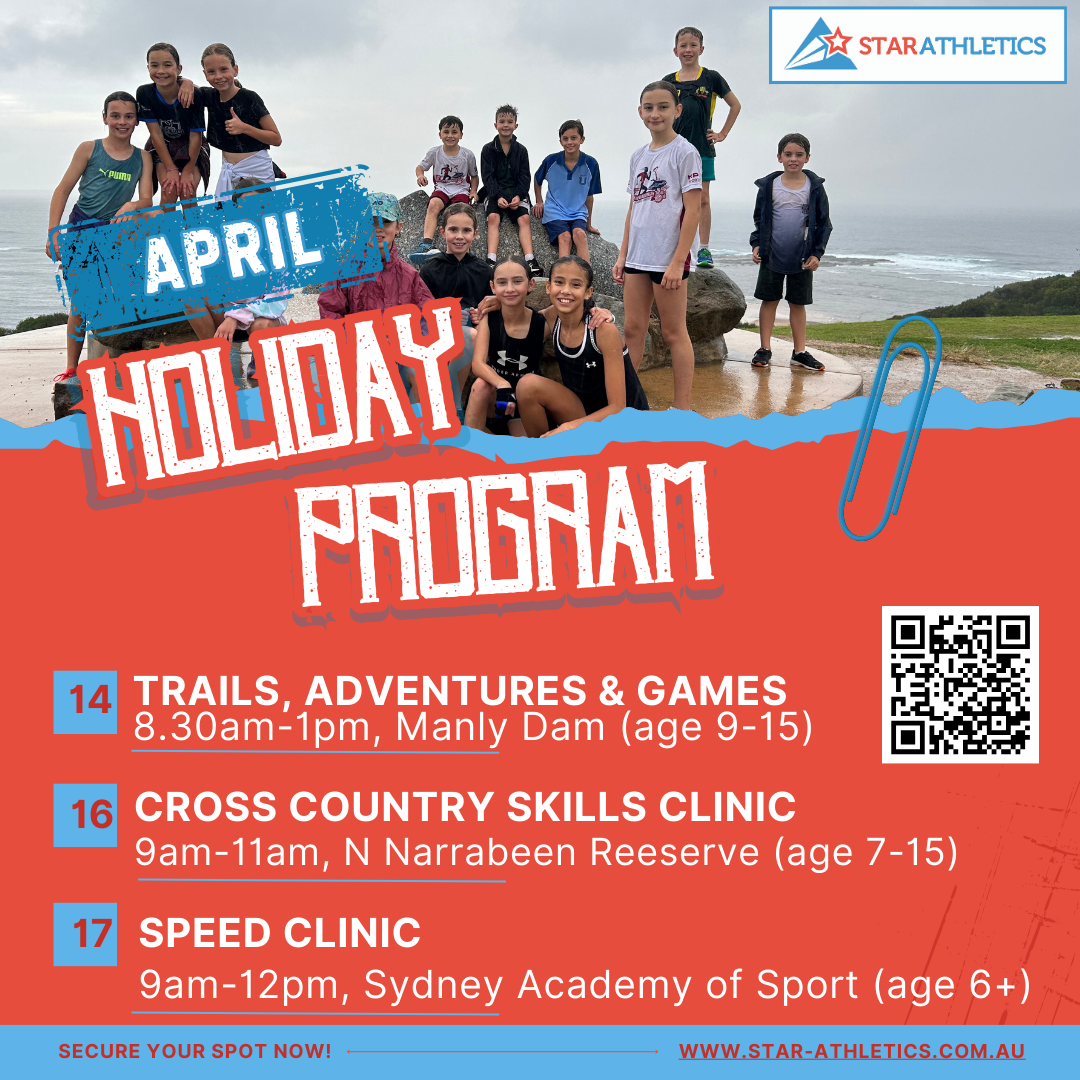 STARATHLETICS
PUMA
APRIL
HOLIDAY
PROGRAM
14
TRAILS, ADVENTURES & GAMES
8.30am-1pm, Manly Dam (age 9-15)
16
CROSS COUNTRY SKILLS CLINIC
9am-11am, N Narrabeen Reeserve (age 7-15)
17
SPEED CLINIC
9am-12pm, Sydney Academy of Sport (age 6+)
SECURE YOUR SPOT NOW!
WWW.STAR-ATHLETICS.COM.AU